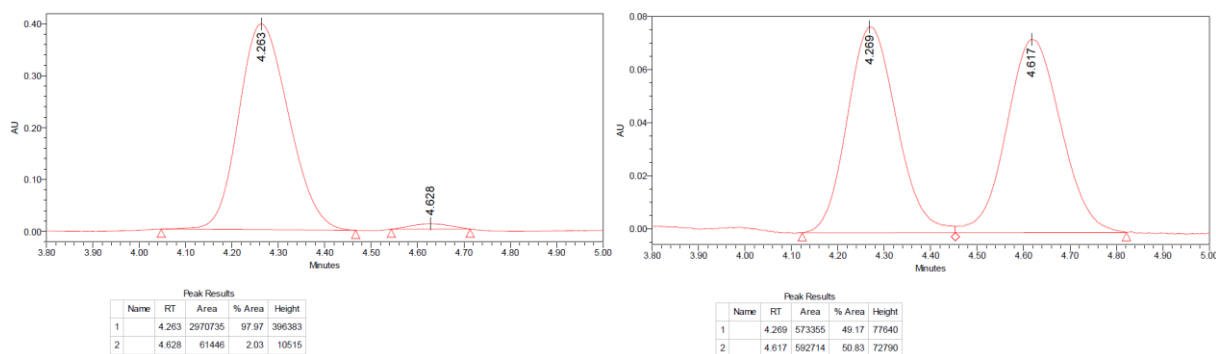 0.40
0.30
0.20
0.10
0.00
AU
4.263
4.628
3.80 3.90 4.00 4.10 4.20 4.30 4.40 4.50 4.60 4.70 4.80 4.90 5.00
Minutes
Peak Results
Name RT Area % Area Height
1 4.263 2970735 97.97 396383
2 4.628 61446 2.03 10515
0.08
0.06
0.04
0.02
0.00
AU
4.269
4.617
3.80 3.90 4.00 4.10 4.20 4.30 4.40 4.50 4.60 4.70 4.80 4.90 5.00
Minutes
Peak Results
Name RT Area % Area Height
1 4.269 573355 49.17 77640
2 4.617 592714 50.83 72790